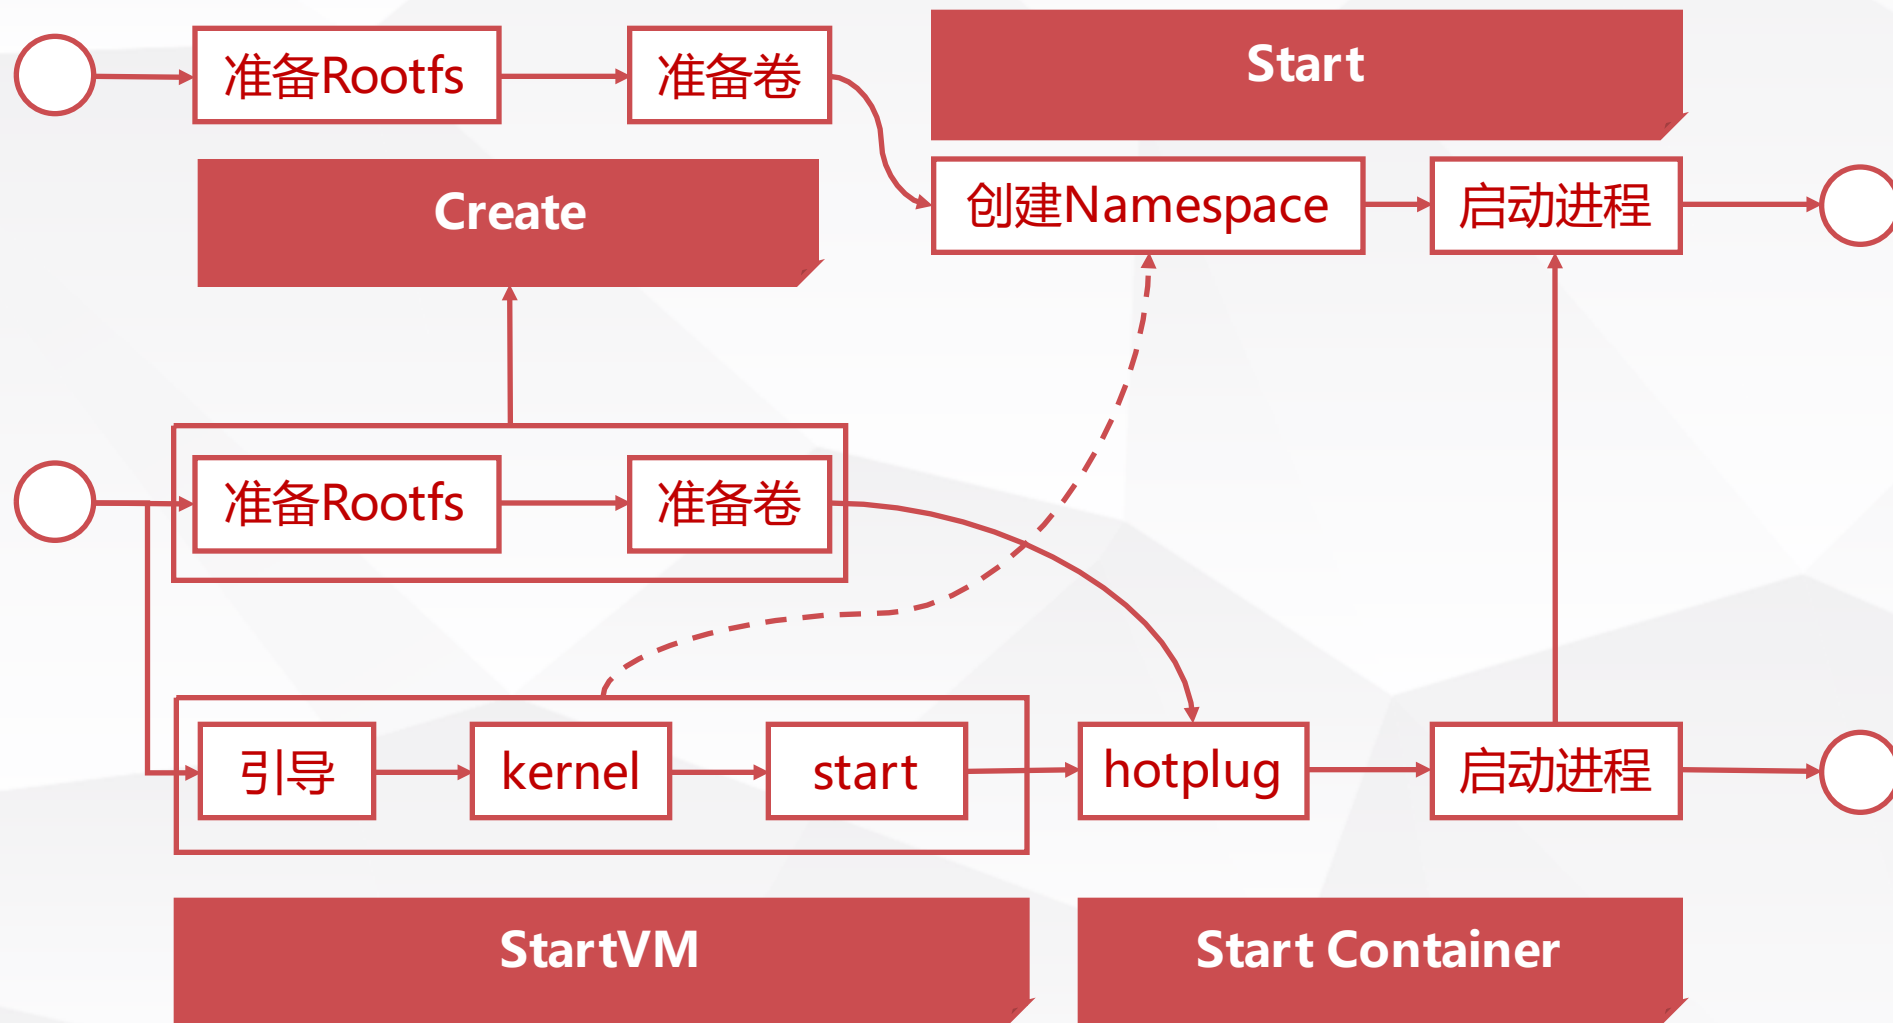 准备Rootfs
准备卷
Start
Create
创建Namespace
启动进程
准备Rootfs
准备卷
引导
kernel
start
hotplug
启动进程
StartVM
Start Container